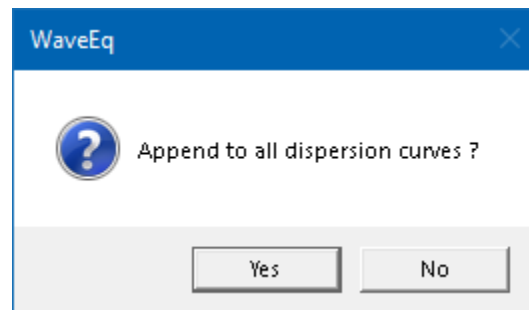 WaveEq
Append to all dispersion curves ?
Yes
No